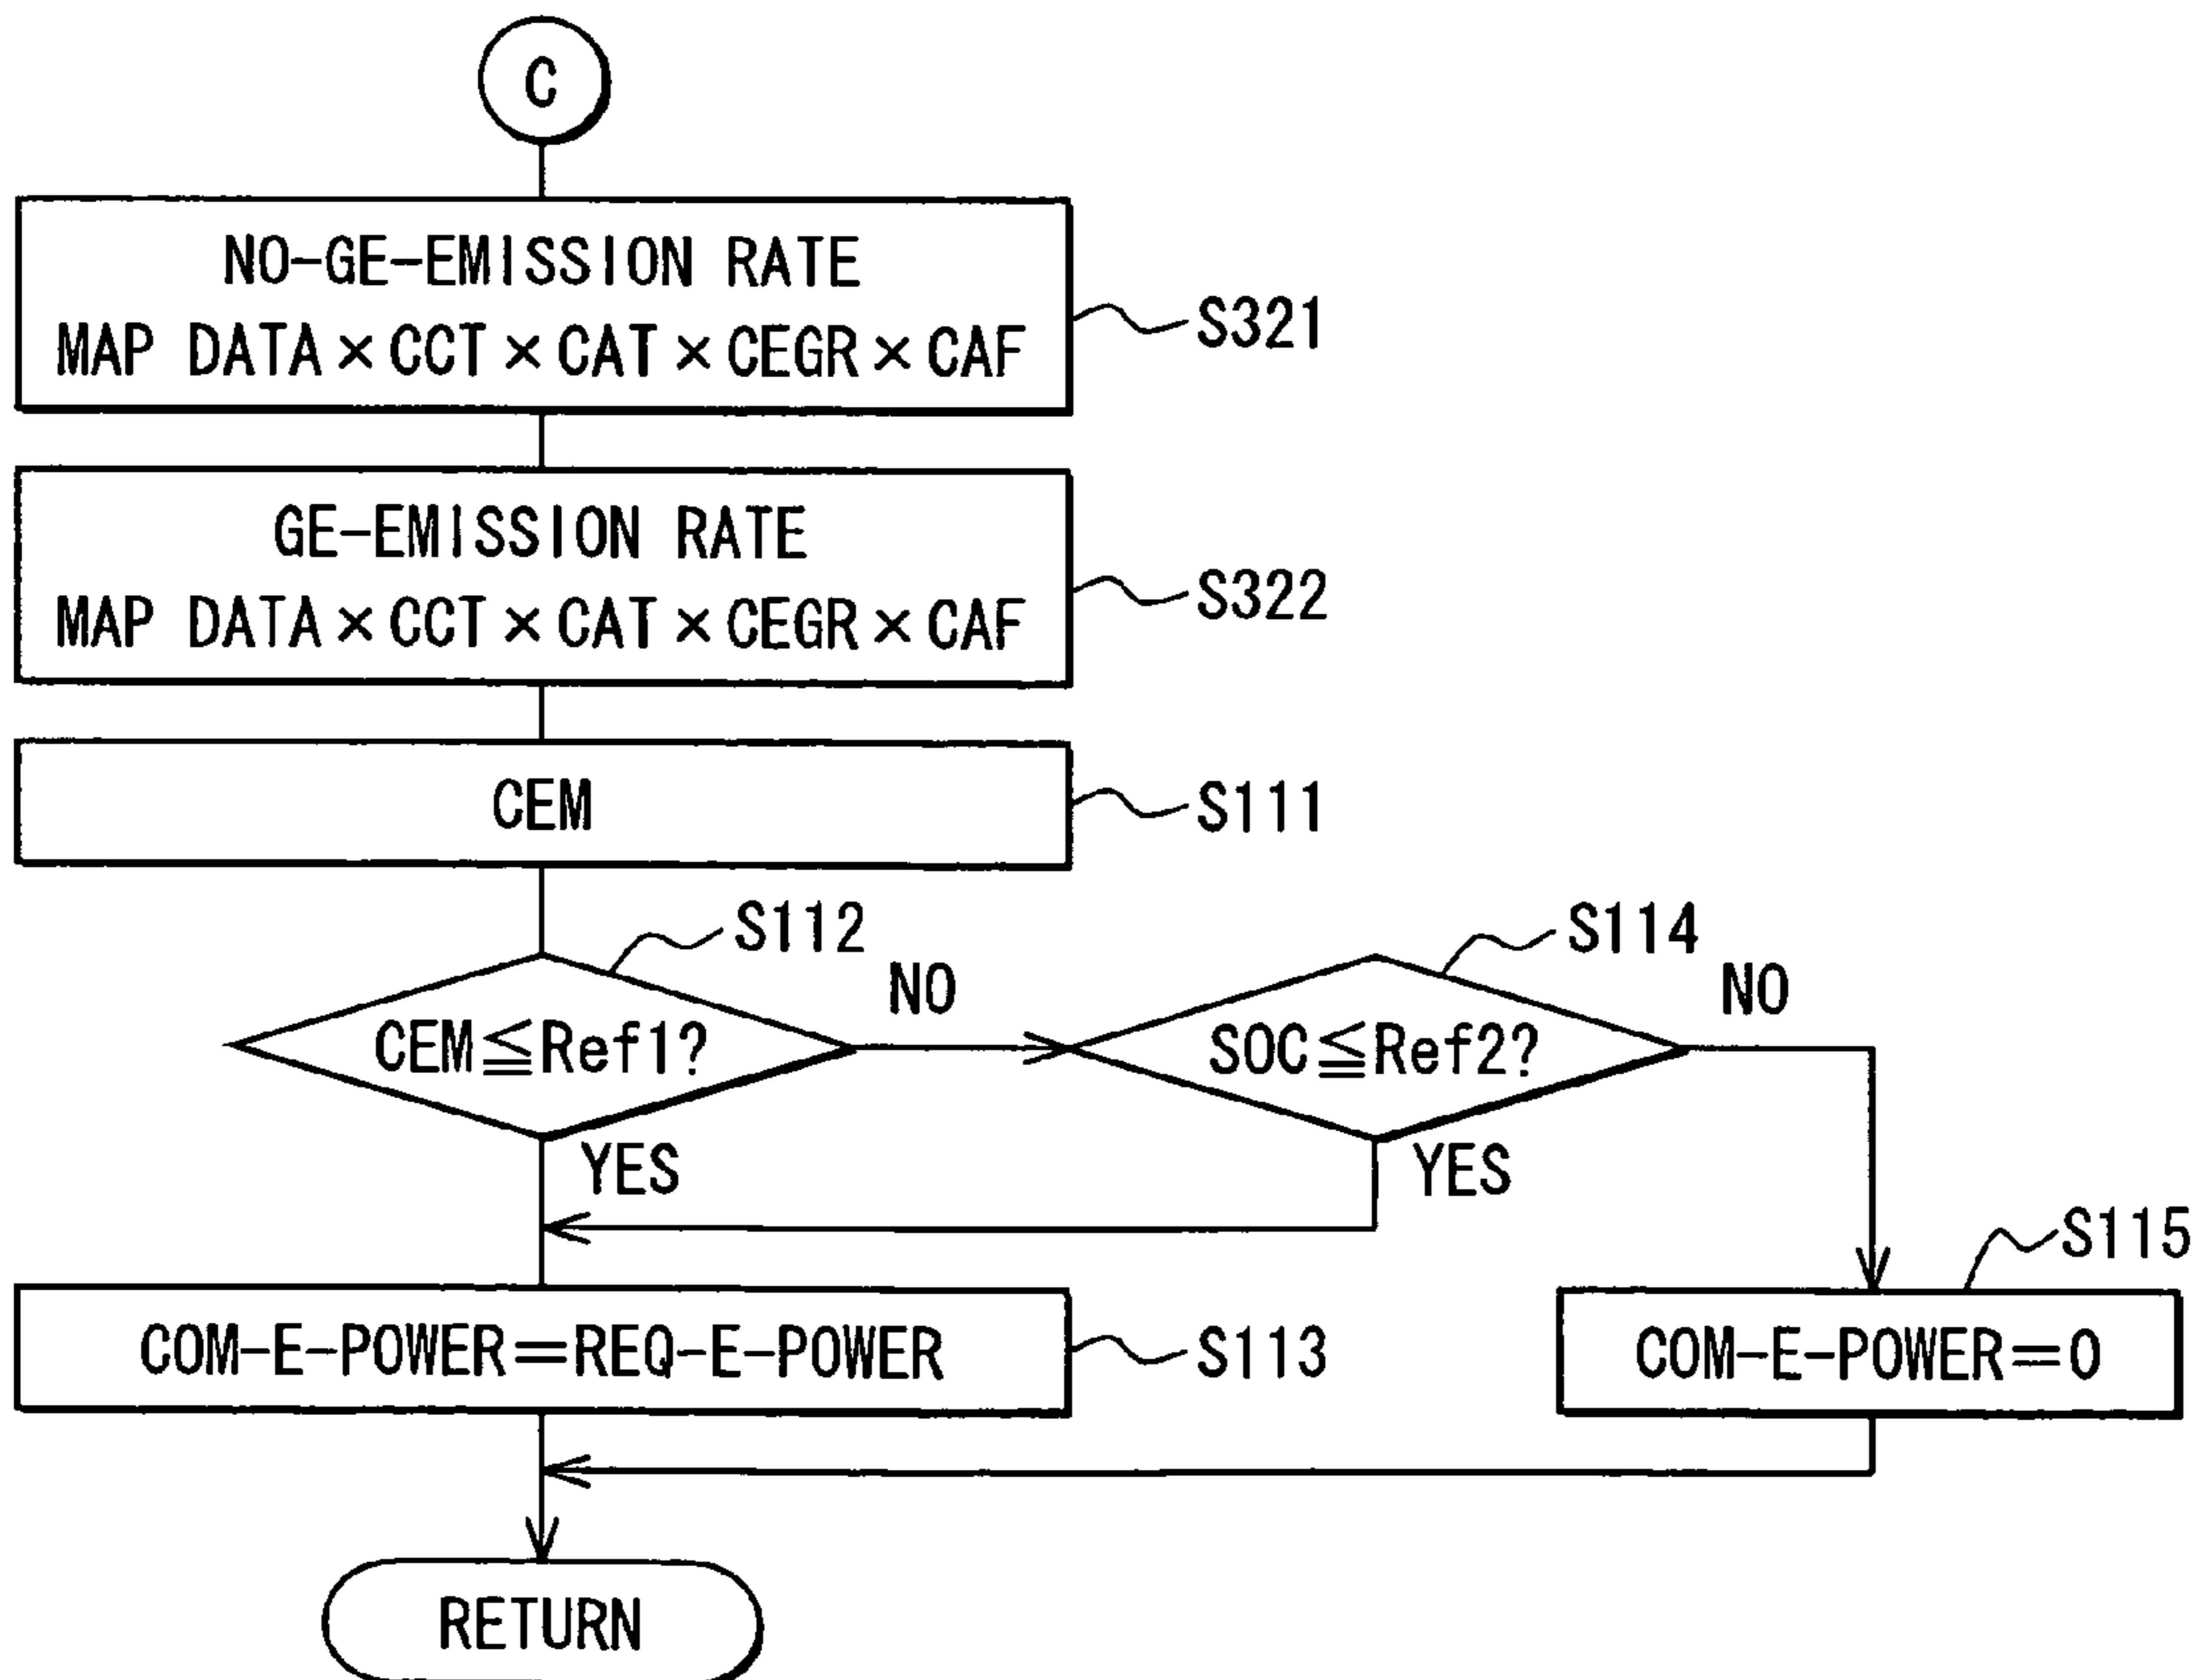 C
NO-GE-EMISSION RATE
MAP DATA×CCT×CAT×CEGR×CAF
S321
GE-EMISSION RATE
MAP DATA×CCT×CAT×CEGR×CAF
S322
CEM
S111
S112
S114
CEM≦Ref1?
NO
SOC≦Ref2?
NO
YES
YES
S115
COM-E-POWER=REQ-E-POWER
S113
COM-E-POWER=0
RETURN